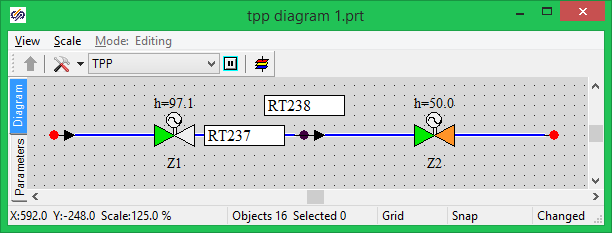 tpp diagram 1.prt
View Scale Mode: Editing
TPP
Diagram
Parameters
h=97.1 RT238 h=50.0
RT237
Z1 Z2
X:592.0 Y:-248.0 Scale:125.0 % Objects 16 Selected 0 Grid Snap Changed